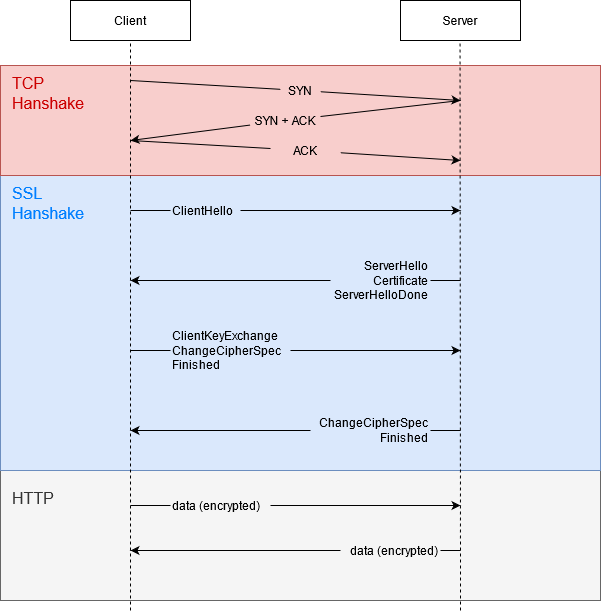 Client
Server
TCP
Hanshake
SYN
SYN + ACK
ACK
SSL
Hanshake
ClientHello
ServerHello
Certificate
ServerHelloDone
ClientKeyExchange
ChangeCipherSpec
Finished
ChangeCipherSpec
Finished
HTTP
data (encrypted)
data (encrypted)